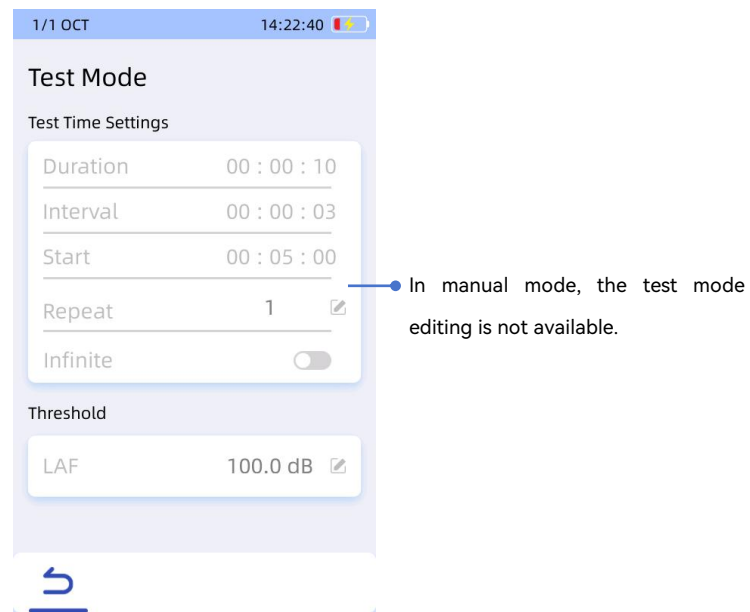 1/1 OCT 14:22:40
Test Mode
Test Time Settings
Duration 00 : 00 : 10
Interval 00 : 00 : 03
Start 00 : 05 : 00
Repeat 1
Infinite
In manual mode, the test mode
editing is not available.
Threshold
LAF 100.0 dB